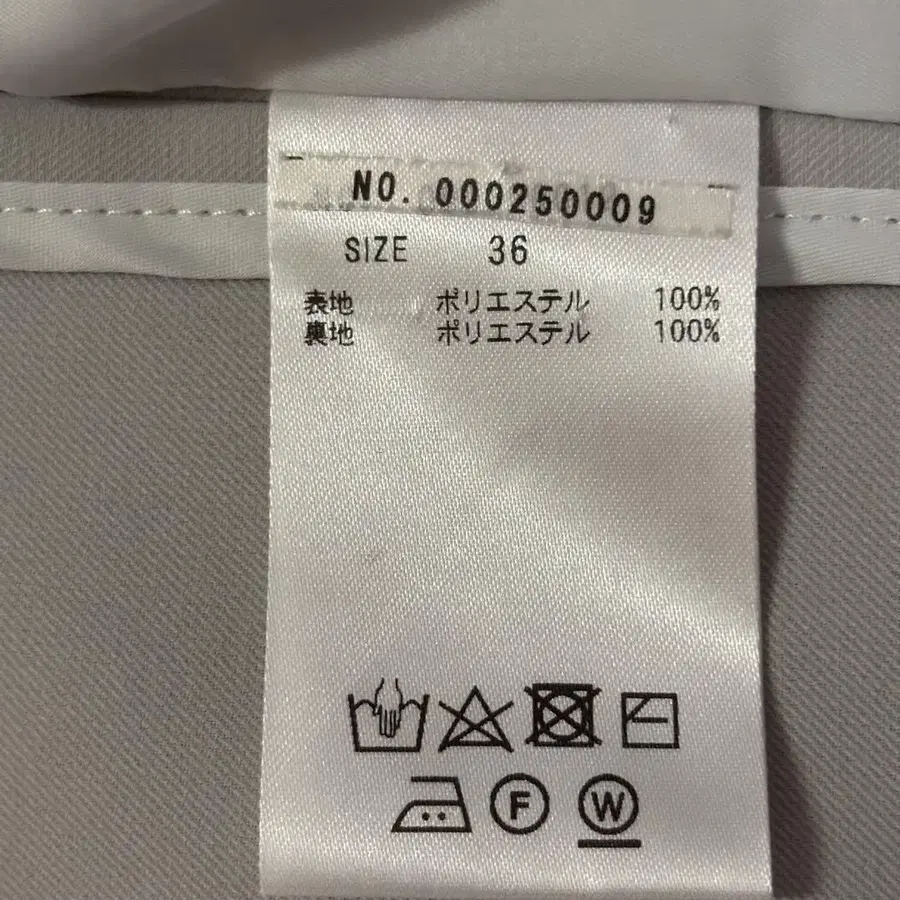 NO. 000250009
SIZE 36
表地 ポリエステル 100%
裏地 ポリエステル 100%
F W